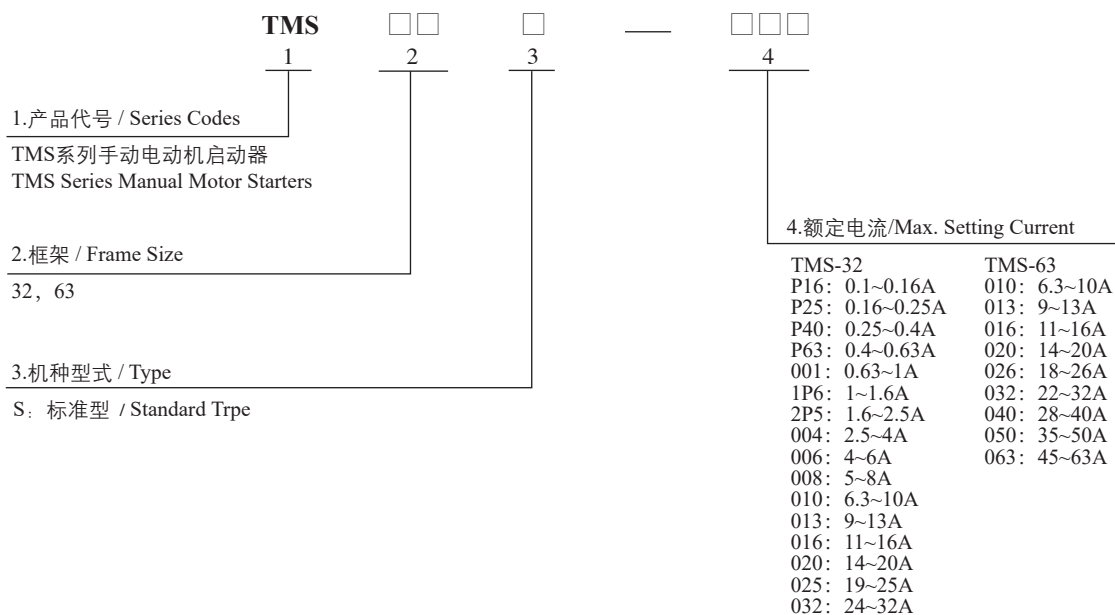 TMS □□ □ — □□□
1 2 3 4
1.产品代号 / Series Codes
TMS系列手动电动机启动器
TMS Series Manual Motor Starters
2.框架 / Frame Size
32，63
3.机种型式 / Type
S：标准型 / Standard Trpe
4.额定电流/Max. Setting Current
TMS-32
P16：0.1~0.16A
P25：0.16~0.25A
P40：0.25~0.4A
P63：0.4~0.63A
001：0.63~1A
1P6：1~1.6A
2P5：1.6~2.5A
004：2.5~4A
006：4~6A
008：5~8A
010：6.3~10A
013：9~13A
016：11~16A
020：14~20A
025：19~25A
032：24~32A
TMS-63
010：6.3~10A
013：9~13A
016：11~16A
020：14~20A
026：18~26A
032：22~32A
040：28~40A
050：35~50A
063：45~63A